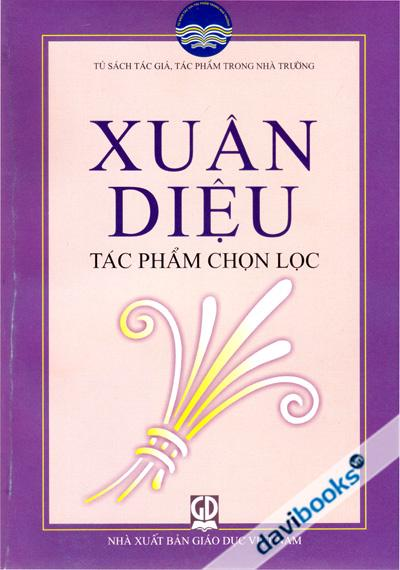 TỦ SÁCH TÁC GIẢ, TÁC PHẨM TRONG NHÀ TRƯỜNG
XUÂN
DIỆU
TÁC PHẨM CHỌN LỌC
GD
NHÀ XUẤT BẢN GIÁO DỤC VIỆT NAM
davibooks.vn